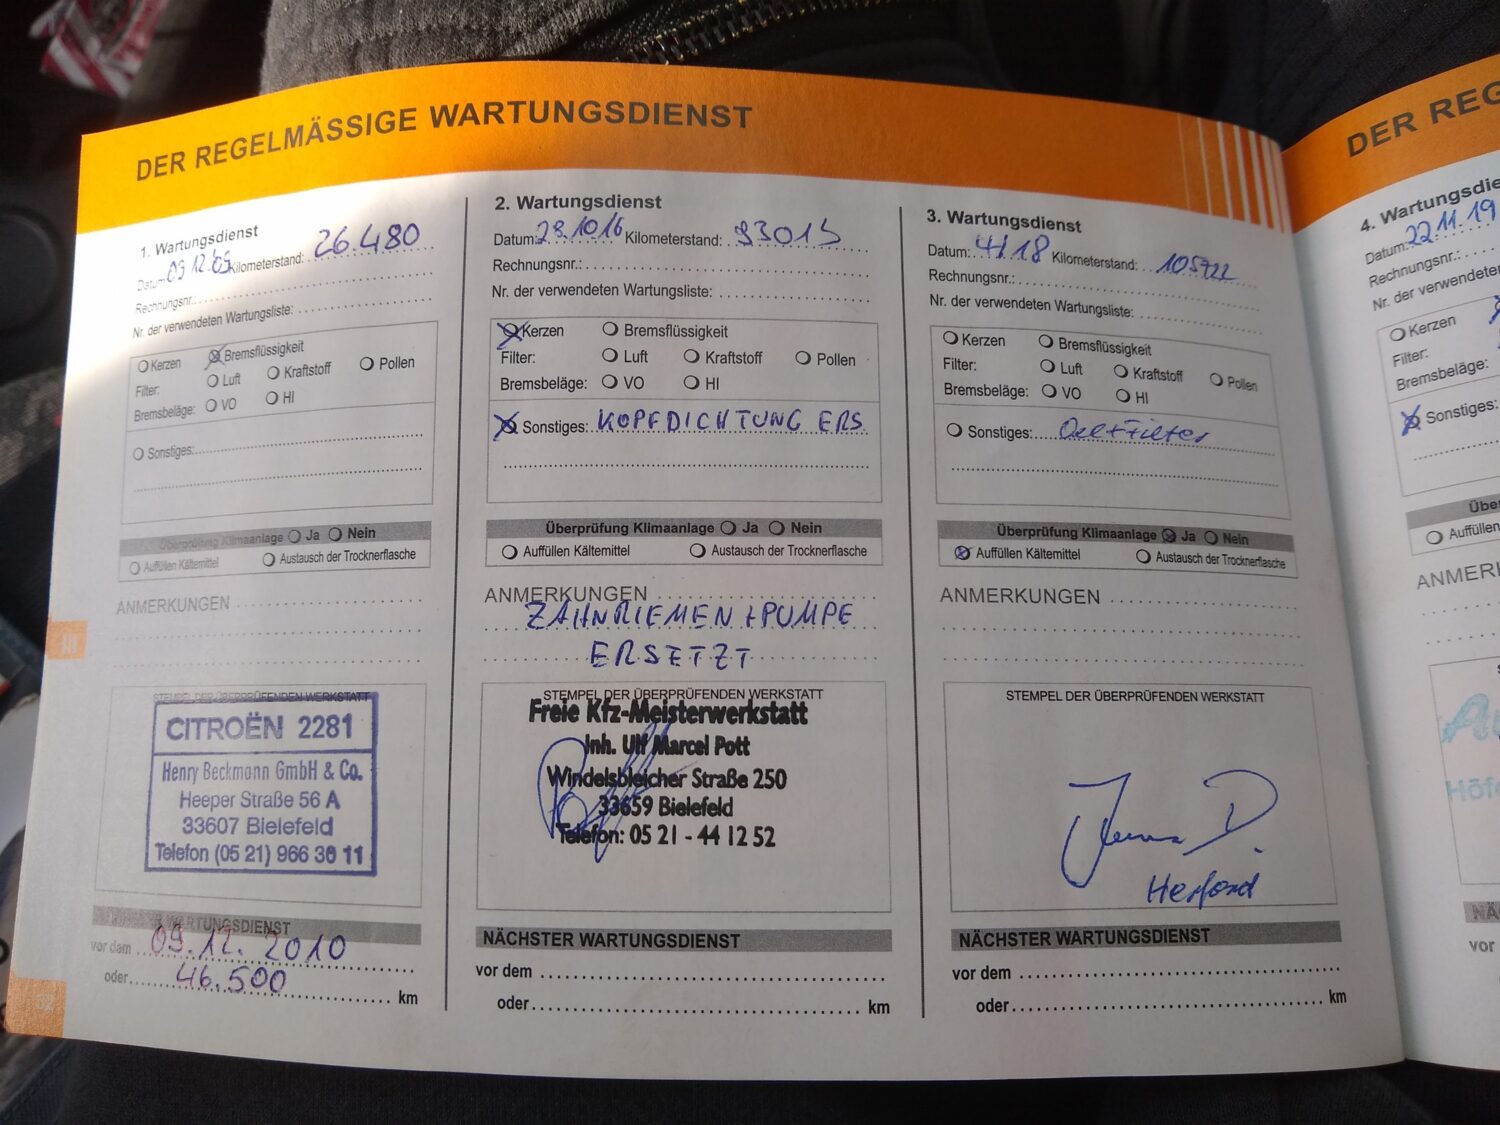 DER REGELMÄSSIGE WARTUNGSDIENST
1. Wartungsdienst
Datum: 09.12.09 Kilometerstand: 26.480
Rechnungsnr.:
Nr. der verwendeten Wartungsliste:
Kerzen Bremsflüssigkeit
Filter: Luft Kraftstoff Pollen
Bremsbeläge: VO HI
Sonstiges:
Überprüfung Klimaanlage Ja Nein
Auffüllen Kältemittel Austausch der Trocknerflasche
ANMERKUNGEN
STEMPEL DER ÜBERPRÜFENDEN WERKSTATT
CITROËN 2281
Henry Beckmann GmbH & Co.
Heeper Straße 56 A
33607 Bielefeld
Telefon (05 21) 966 30 11
WARTUNGSDIENST
vor dem 09.12.2010
oder 46.500 km
2. Wartungsdienst
Datum: 28.10.16 Kilometerstand: 93015
Rechnungsnr.:
Nr. der verwendeten Wartungsliste:
Kerzen Bremsflüssigkeit
Filter: Luft Kraftstoff Pollen
Bremsbeläge: VO HI
Sonstiges: KOPFDICHTUNG ERS.
Überprüfung Klimaanlage Ja Nein
Auffüllen Kältemittel Austausch der Trocknerflasche
ANMERKUNGEN
ZAHNRIEMEN + PUMPE
ERSETZT
STEMPEL DER ÜBERPRÜFENDEN WERKSTATT
Freie Kfz-Meisterwerkstatt
Inh. Ulf Marcel Pott
Windelsbleicher Straße 250
33659 Bielefeld
Telefon: 05 21 - 44 12 52
NÄCHSTER WARTUNGSDIENST
vor dem
oder km
3. Wartungsdienst
Datum: 4/18 Kilometerstand: 105722
Rechnungsnr.:
Nr. der verwendeten Wartungsliste:
Kerzen Bremsflüssigkeit
Filter: Luft Kraftstoff Pollen
Bremsbeläge: VO HI
Sonstiges: Oel + Filter
Überprüfung Klimaanlage Ja Nein
Auffüllen Kältemittel Austausch der Trocknerflasche
ANMERKUNGEN
STEMPEL DER ÜBERPRÜFENDEN WERKSTATT
Herford
NÄCHSTER WARTUNGSDIENST
vor dem
oder km
DER REG
4. Wartungsdie
Datum: 22.11.19
Rechnungsnr.:
Nr. der verwendeten
Kerzen
Filter:
Bremsbeläge:
Sonstiges:
Übe
Auffüllen
ANMERK
vor